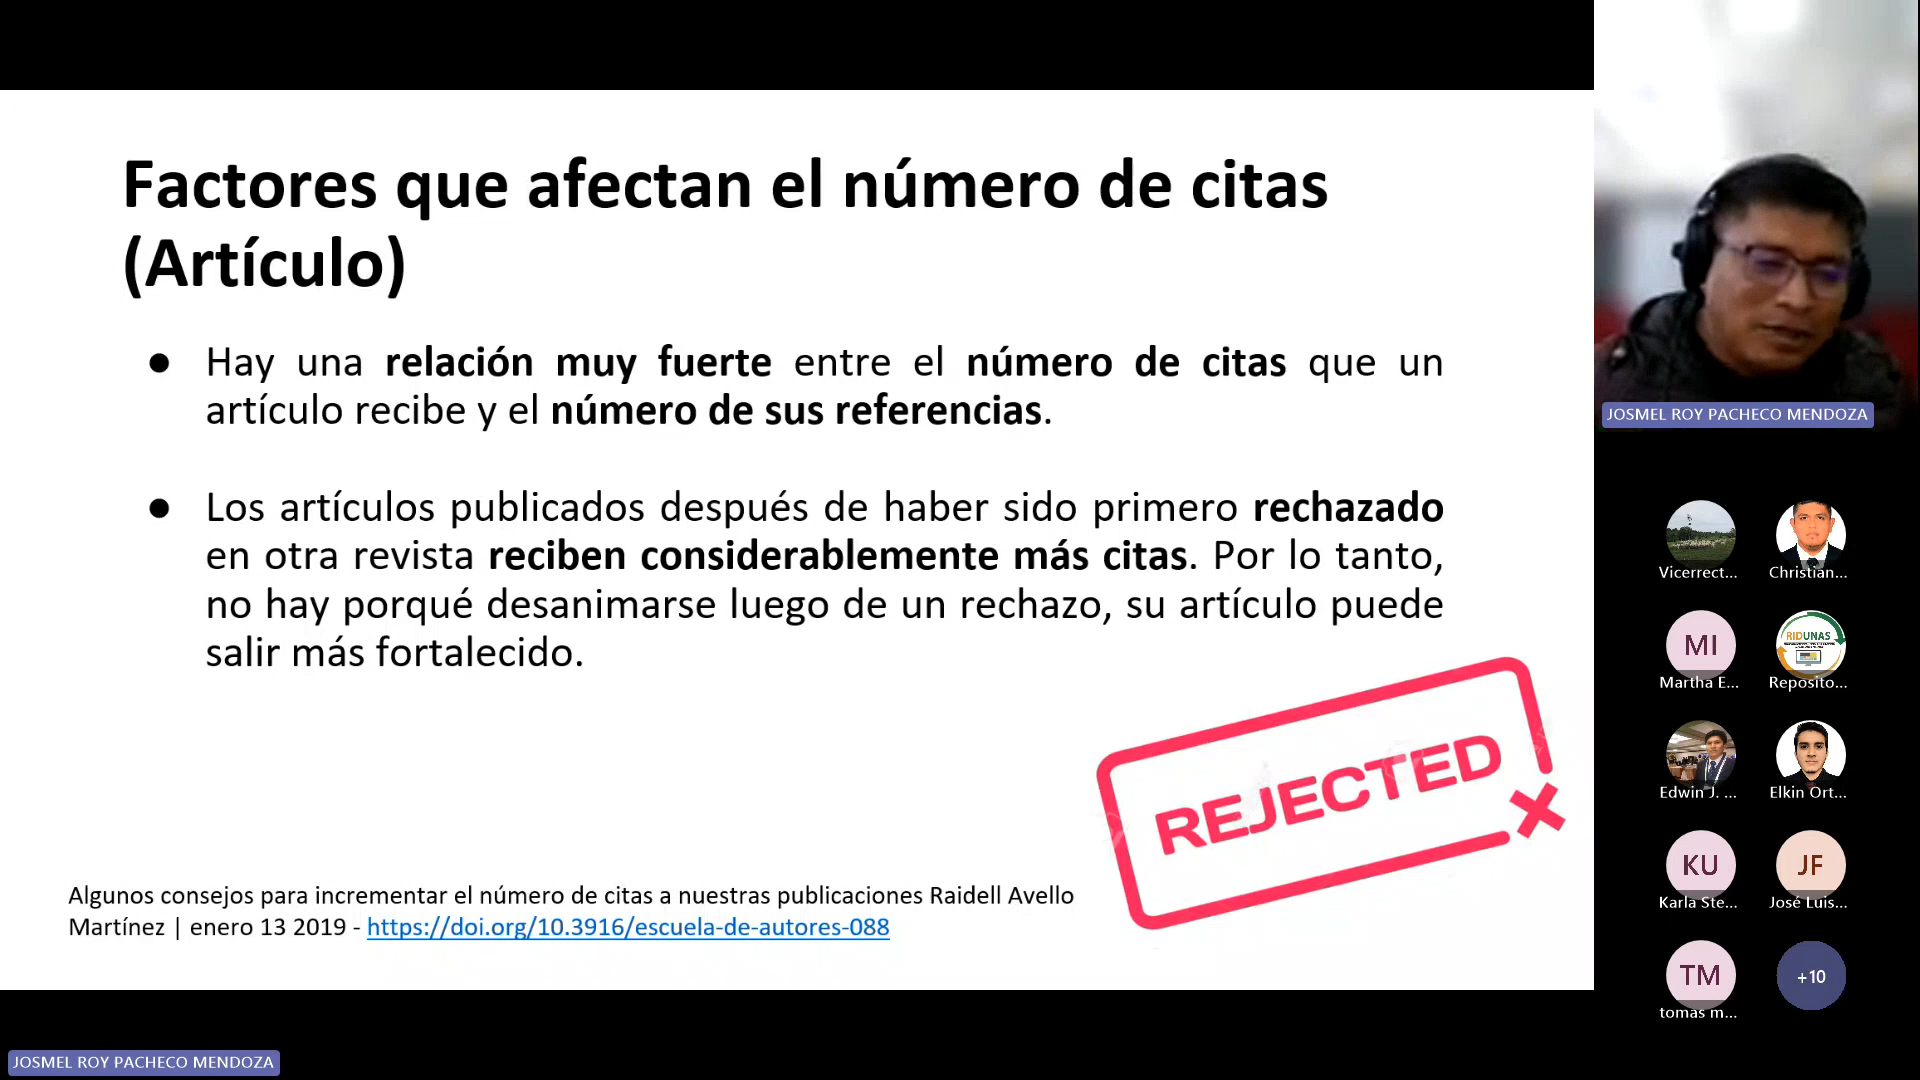 Factores que afectan el número de citas
(Artículo)
● Hay una relación muy fuerte entre el número de citas que un
artículo recibe y el número de sus referencias.
● Los artículos publicados después de haber sido primero rechazado
en otra revista reciben considerablemente más citas. Por lo tanto,
no hay porqué desanimarse luego de un rechazo, su artículo puede
salir más fortalecido.
REJECTED
Algunos consejos para incrementar el número de citas a nuestras publicaciones Raidell Avello
Martínez | enero 13 2019 - https://doi.org/10.3916/escuela-de-autores-088
JOSMEL ROY PACHECO MENDOZA
JOSMEL ROY PACHECO MENDOZA
Vicerrect...
Christian...
MI
RIDUNAS
Martha E...
Reposito...
Edwin J. ...
Elkin Ort...
KU
JF
Karla Ste...
José Luis...
TM
+10
tomas m...